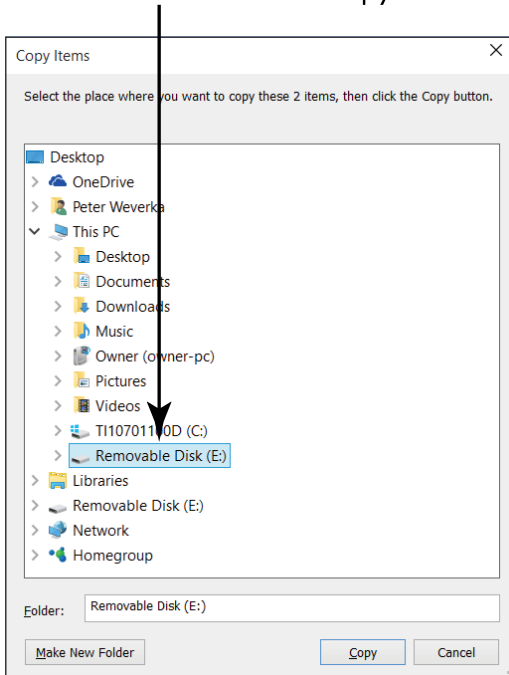 Copy Items
Select the place where you want to copy these 2 items, then click the Copy button.
Desktop
OneDrive
Peter Weverka
This PC
Desktop
Documents
Downloads
Music
Owner (owner-pc)
Pictures
Videos
(C:)
Removable Disk (E:)
Libraries
Removable Disk (E:)
Network
Homegroup
Folder: Removable Disk (E:)
Make New Folder Copy Cancel